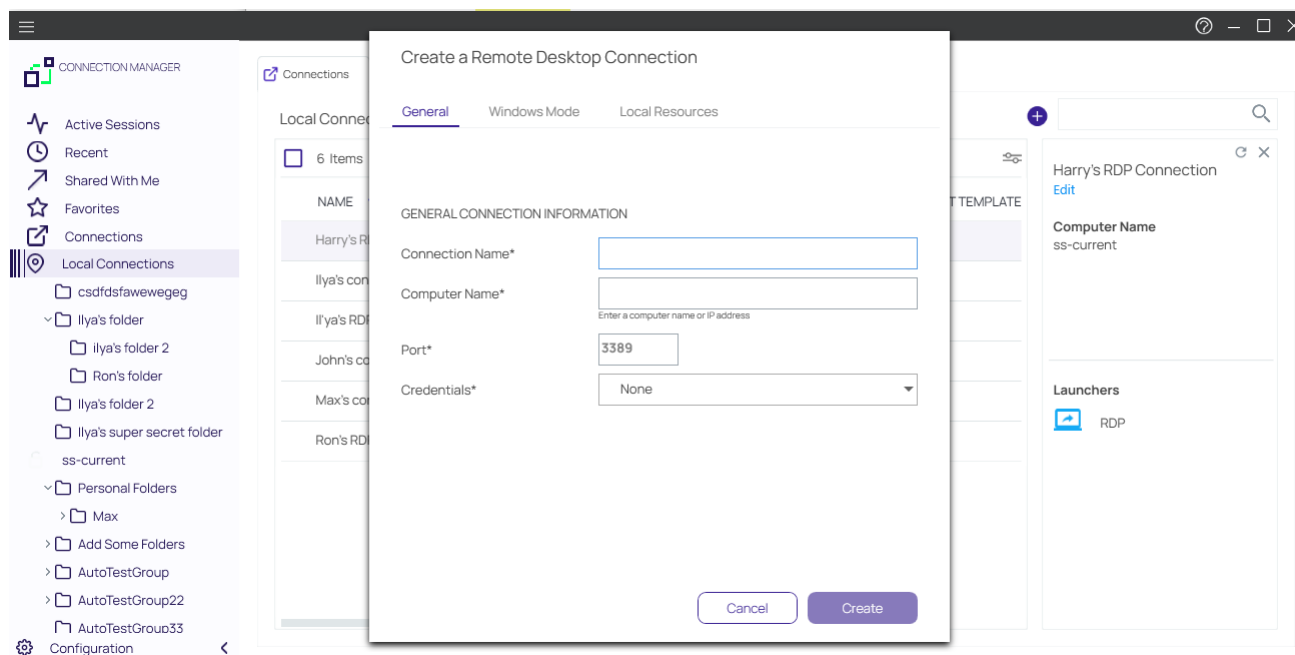 CONNECTION MANAGER
Active Sessions
Recent
Shared With Me
Favorites
Connections
Local Connections
csdfdsfawewegeg
Ilya's folder
ilya's folder 2
Ron's folder
Ilya's folder 2
Ilya's super secret folder
ss-current
Personal Folders
Max
Add Some Folders
AutoTestGroup
AutoTestGroup22
AutoTestGroup33
Configuration
Connections
Local Connec
6 Items
NAME
T TEMPLATE
Harry's R
Ilya's con
Il'ya's RDP
John's co
Max's con
Ron's RD
Create a Remote Desktop Connection
General Windows Mode Local Resources
GENERAL CONNECTION INFORMATION
Connection Name*
Computer Name*
Enter a computer name or IP address
Port* 3389
Credentials* None
Cancel Create
Harry's RDP Connection
Edit
Computer Name
ss-current
Launchers
RDP